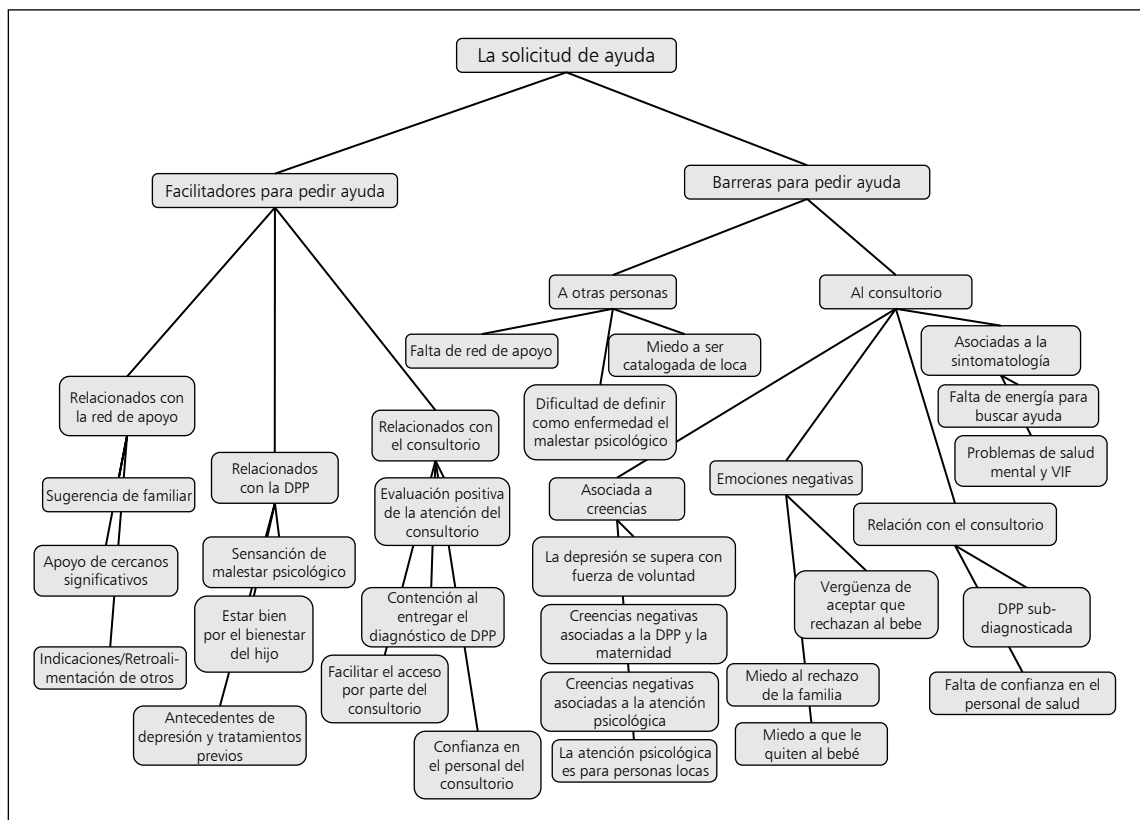 La solicitud de ayuda
Facilitadores para pedir ayuda
Barreras para pedir ayuda
A otras personas
Al consultorio
Falta de red de apoyo
Miedo a ser
catalogada de loca
Dificultad de definir
como enfermedad el
malestar psicológico
Asociadas a la
sintomatología
Falta de energía para
buscar ayuda
Problemas de salud
mental y VIF
Relacionados con
la red de apoyo
Sugerencia de familiar
Apoyo de cercanos
significativos
Indicaciones/Retroali-
mentación de otros
Relacionados
con la DPP
Sensanción de
malestar psicológico
Estar bien
por el bienestar
del hijo
Antecedentes de
depresión y tratamientos
previos
Relacionados con
el consultorio
Evaluación positiva
de la atención del
consultorio
Contención al
entregar el
diagnóstico de DPP
Facilitar el acceso
por parte del
consultorio
Confianza en
el personal del
consultorio
Asociada a
creencias
La depresión se supera con
fuerza de voluntad
Creencias negativas
asociadas a la DPP y la
maternidad
Creencias negativas
asociadas a la atención
psicológica
La atención psicológica
es para personas locas
Emociones negativas
Vergüenza de
aceptar que
rechazan al bebe
Miedo al rechazo
de la familia
Miedo a que le
quiten al bebé
Relación con el consultorio
DPP sub-
diagnosticada
Falta de confianza en el
personal de salud